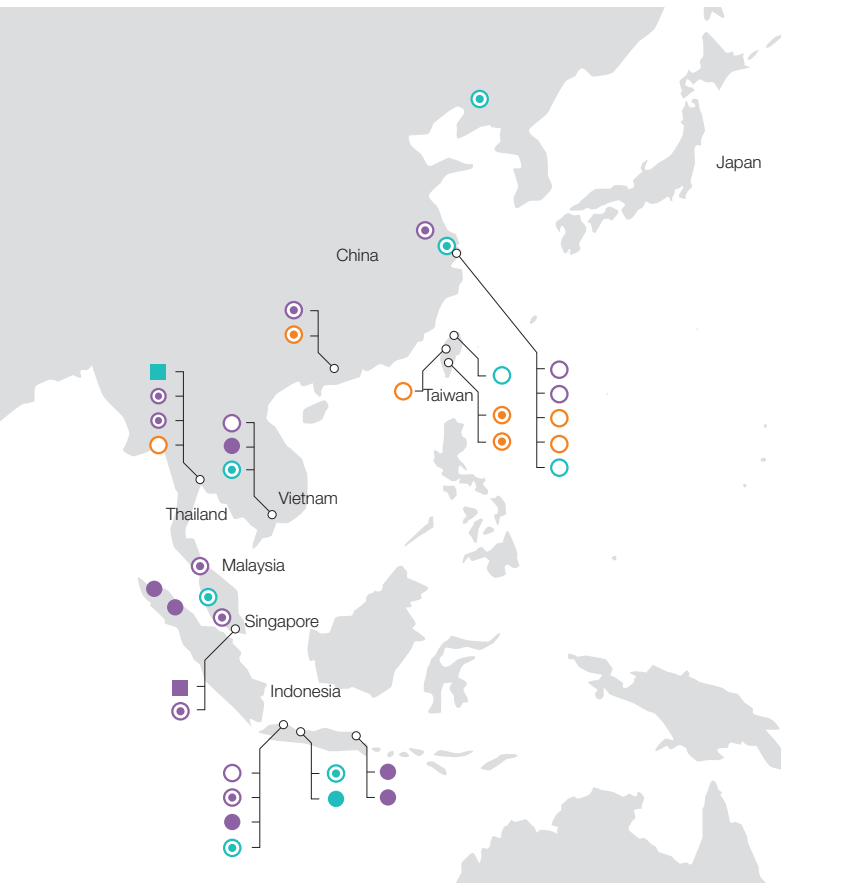 Japan
China
Taiwan
Vietnam
Thailand
Malaysia
Singapore
Indonesia